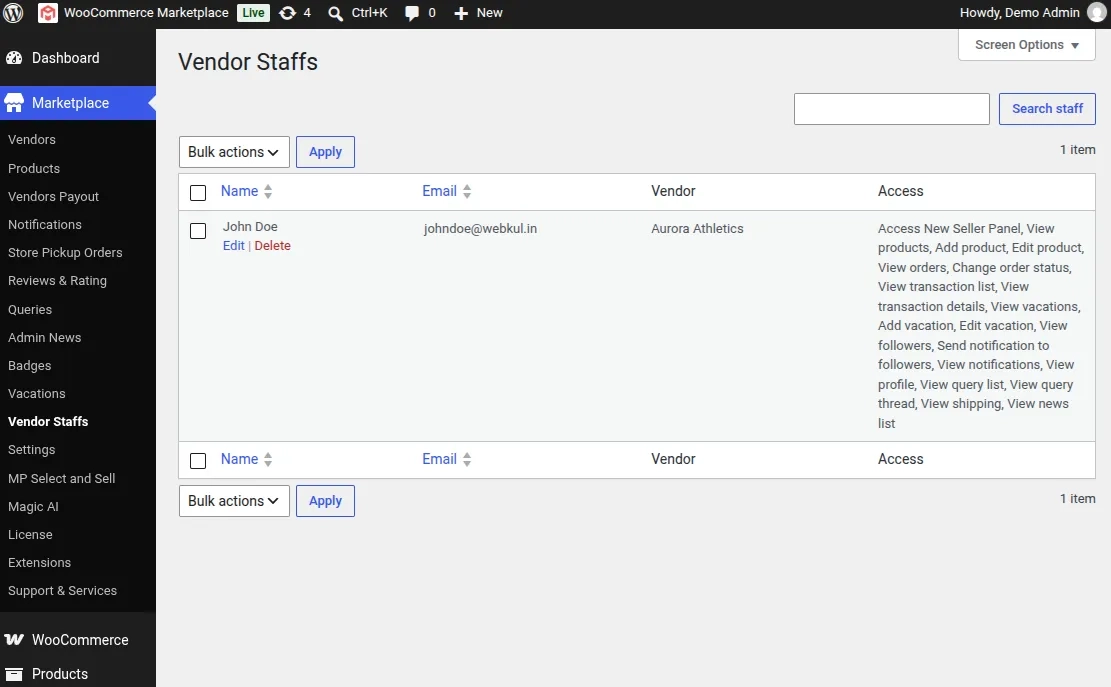 WooCommerce Marketplace Live 4 Ctrl+K 0 New Howdy, Demo Admin
Dashboard
Marketplace
Vendors
Products
Vendors Payout
Notifications
Store Pickup Orders
Reviews & Rating
Queries
Admin News
Badges
Vacations
Vendor Staffs
Settings
MP Select and Sell
Magic AI
License
Extensions
Support & Services
WooCommerce
Products
Screen Options
Vendor Staffs
Search staff
Bulk actions Apply 1 item
Name Email Vendor Access
John Doe johndoe@webkul.in Aurora Athletics
Edit | Delete
Access New Seller Panel, View
products, Add product, Edit product,
View orders, Change order status,
View transaction list, View
transaction details, View vacations,
Add vacation, Edit vacation, View
followers, Send notification to
followers, View notifications, View
profile, View query list, View query
thread, View shipping, View news
list
Name Email Vendor Access
Bulk actions Apply 1 item